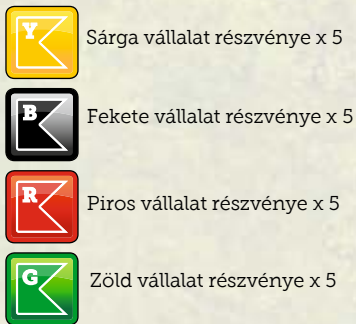 Y Sárga vállalat részvénye x 5
B Fekete vállalat részvénye x 5
R Piros vállalat részvénye x 5
G Zöld vállalat részvénye x 5